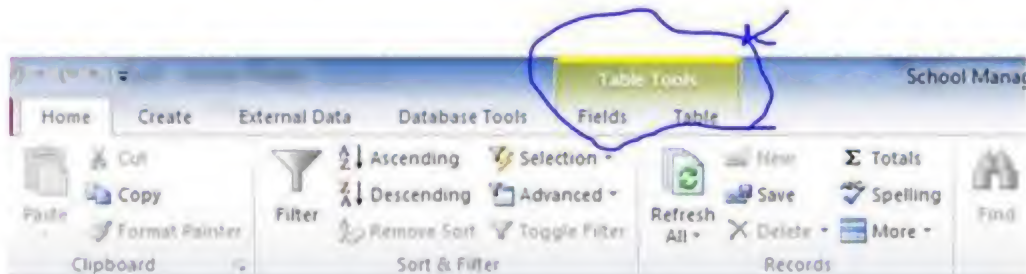 Table Tools School Manag
Home Create External Data Database Tools Fields Table
Cut Ascending Selection New Σ Totals
Copy Descending Advanced Save Spelling
Paste Filter Refresh All Find
Format Painter Remove Sort Toggle Filter Delete More
Clipboard Sort & Filter Records